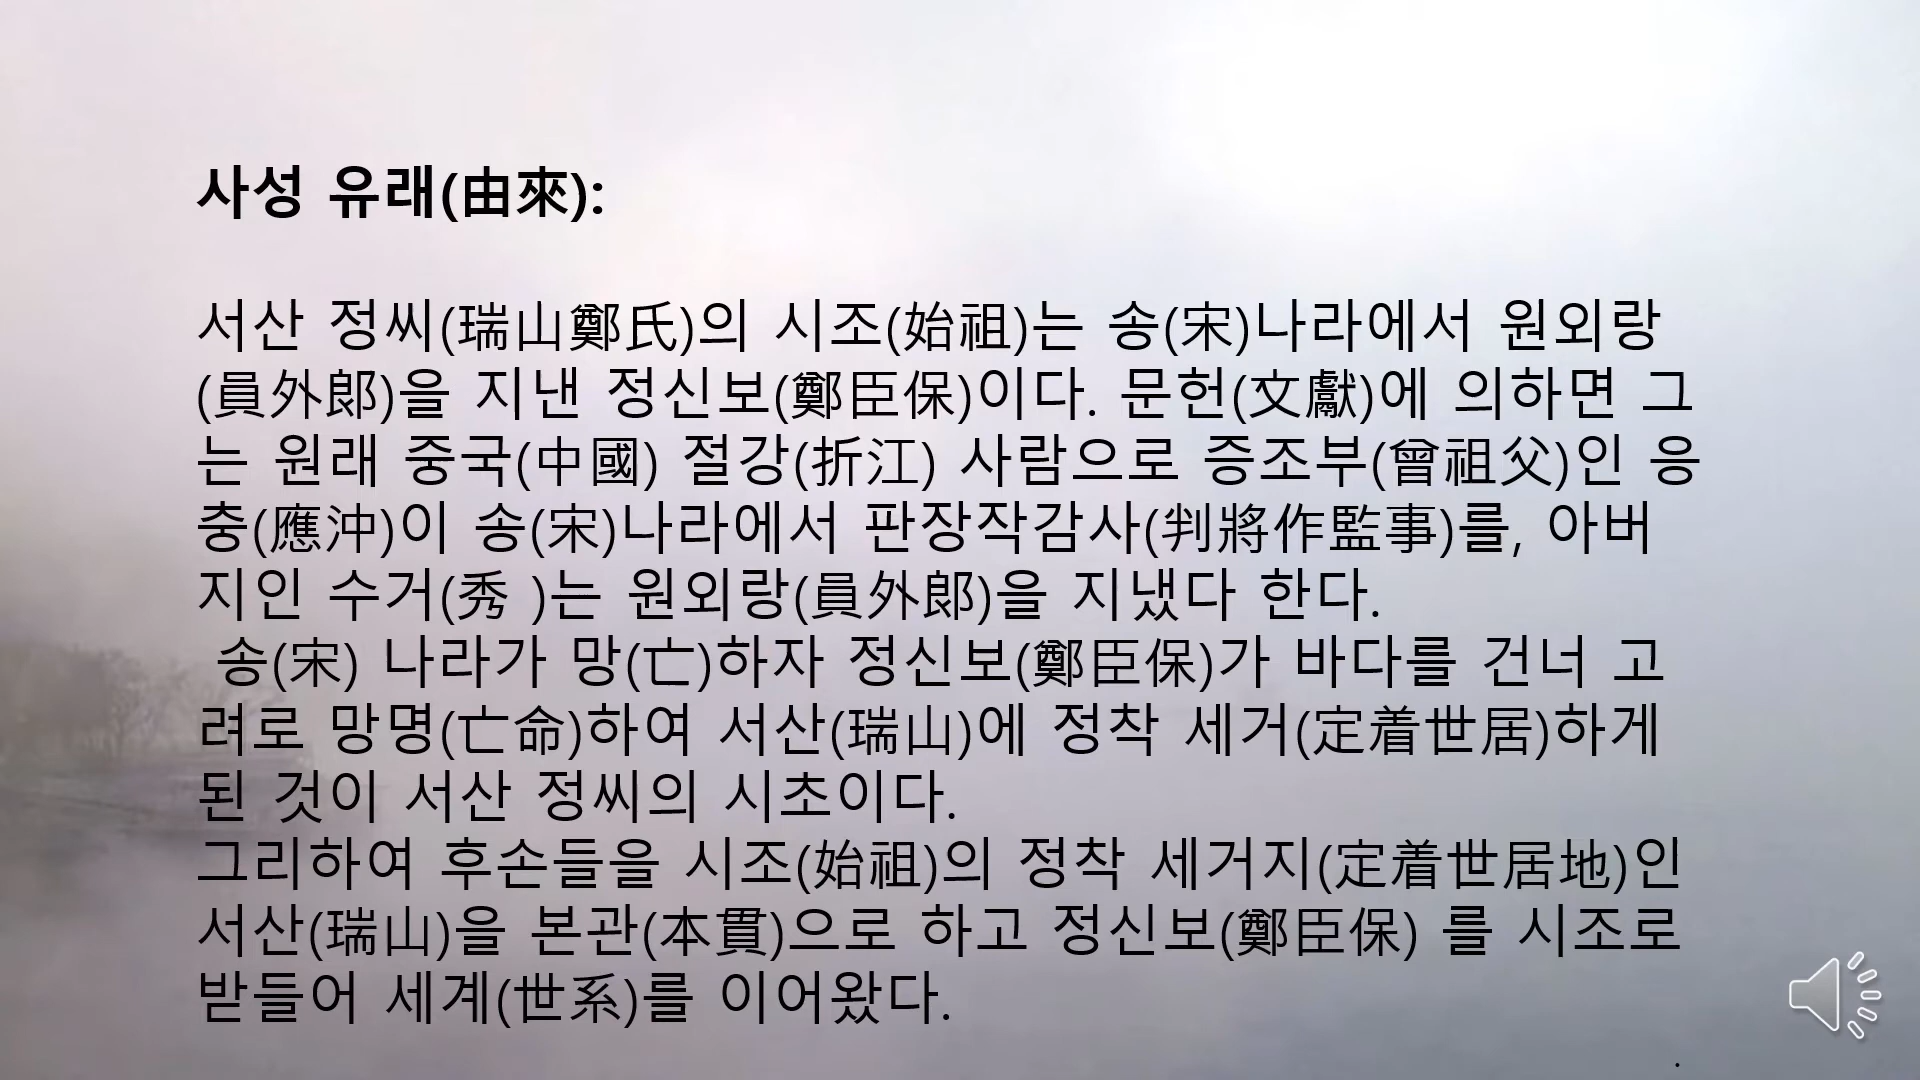 사성 유래(由來):
서산 정씨(瑞山鄭氏)의 시조(始祖)는 송(宋)나라에서 원외랑
(員外郞)을 지낸 정신보(鄭臣保)이다. 문헌(文獻)에 의하면 그
는 원래 중국(中國) 절강(折江) 사람으로 증조부(曾祖父)인 응
충(應沖)이 송(宋)나라에서 판장작감사(判將作監事)를, 아버
지인 수거(秀 )는 원외랑(員外郞)을 지냈다 한다.
송(宋) 나라가 망(亡)하자 정신보(鄭臣保)가 바다를 건너 고
려로 망명(亡命)하여 서산(瑞山)에 정착 세거(定着世居)하게
된 것이 서산 정씨의 시초이다.
그리하여 후손들을 시조(始祖)의 정착 세거지(定着世居地)인
서산(瑞山)을 본관(本貫)으로 하고 정신보(鄭臣保) 를 시조로
받들어 세계(世系)를 이어왔다.
.